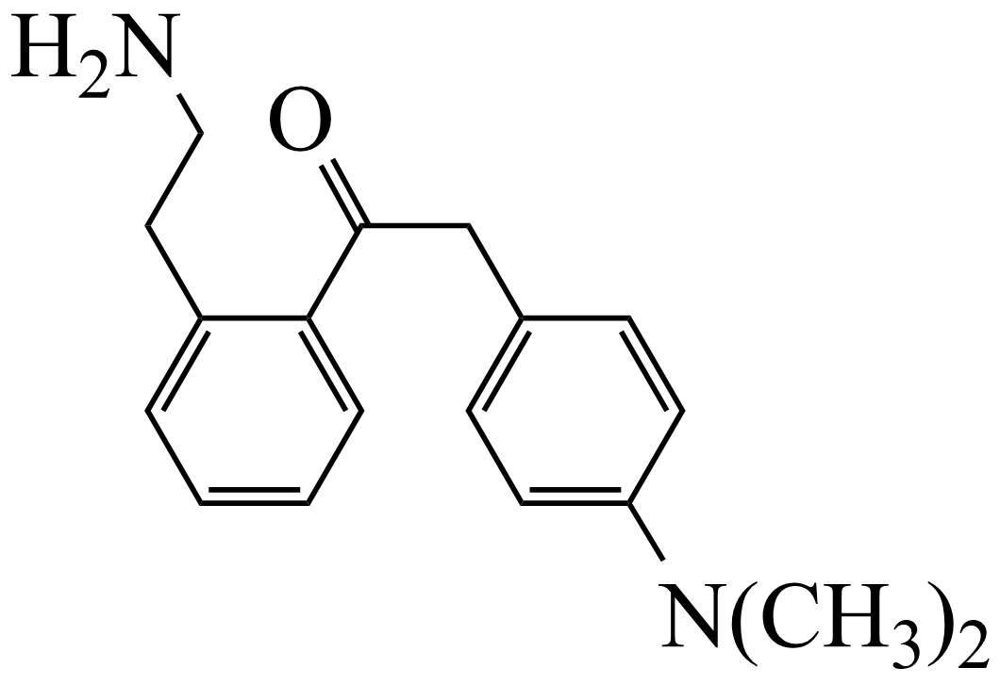 H₂N
O
N(CH₃)₂